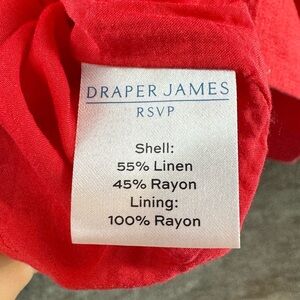 DRAPER JAMES
RSVP
Shell:
55% Linen
45% Rayon
Lining:
100% Rayon